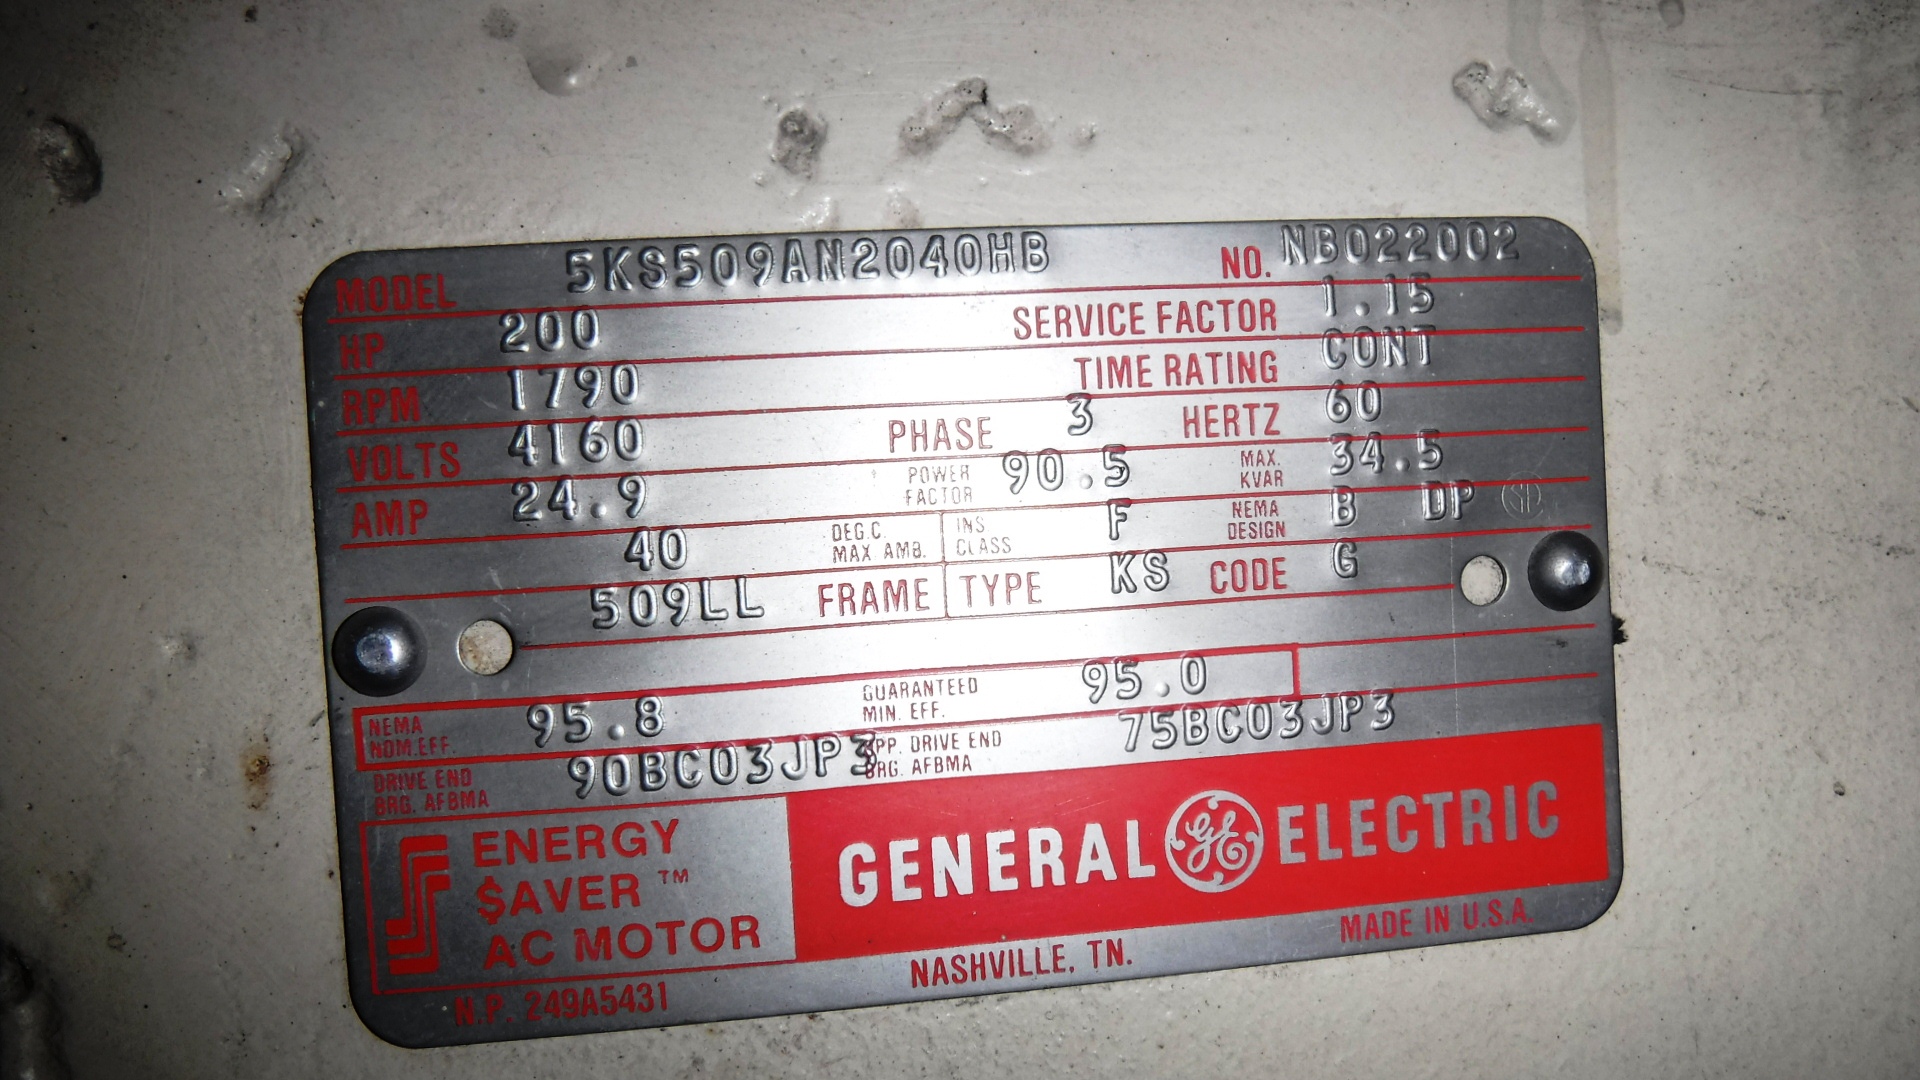 MODEL 5KS509AN2040HB NO. NB022002
HP 200 SERVICE FACTOR 1.15
RPM 1790 TIME RATING CONT
VOLTS 4160 PHASE 3 HERTZ 60
AMP 24.9 POWER FACTOR 90.5 MAX. KVAR 34.5
40 DEG.C. MAX AMB. INS CLASS F NEMA DESIGN B DP
509LL FRAME TYPE KS CODE G
NEMA NOM.EFF. 95.8 GUARANTEED MIN. EFF. 95.0
DRIVE END BRG. AFBMA 90BC03JP3 OPP. DRIVE END BRG. AFBMA 75BC03JP3
ENERGY
$AVER ™
AC MOTOR
GENERAL GE ELECTRIC
N.P. 249A5431 NASHVILLE, TN. MADE IN U.S.A.